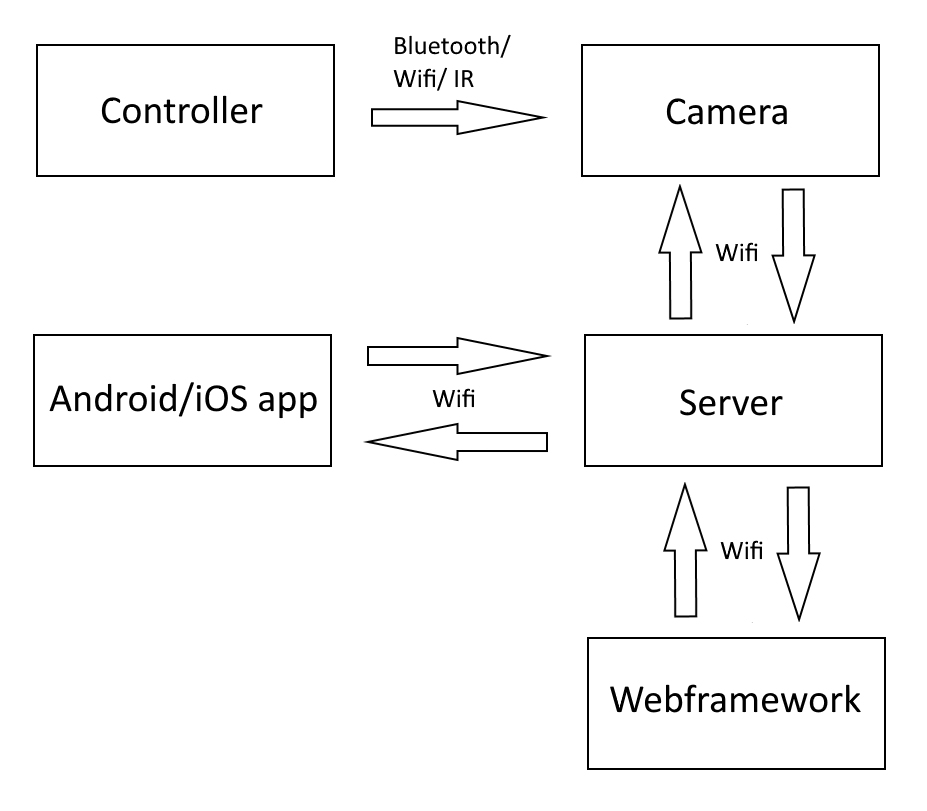 Bluetooth/
Wifi/ IR
Controller
Camera
Wifi
Android/iOS app
Wifi
Server
Wifi
Webframework